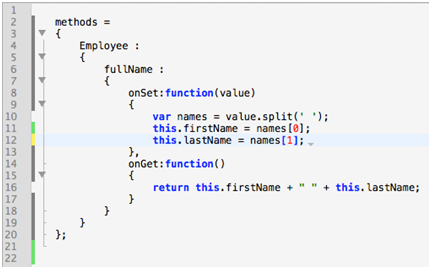 1
2 methods =
3 {
4 Employee :
5 {
6 fullName :
7 {
8 onSet:function(value)
9 {
10 var names = value.split(' ');
11 this.firstName = names[0];
12 this.lastName = names[1];
13 },
14 onGet:function()
15 {
16 return this.firstName + " " + this.lastName;
17 }
18 }
19 }
20 };
21
22